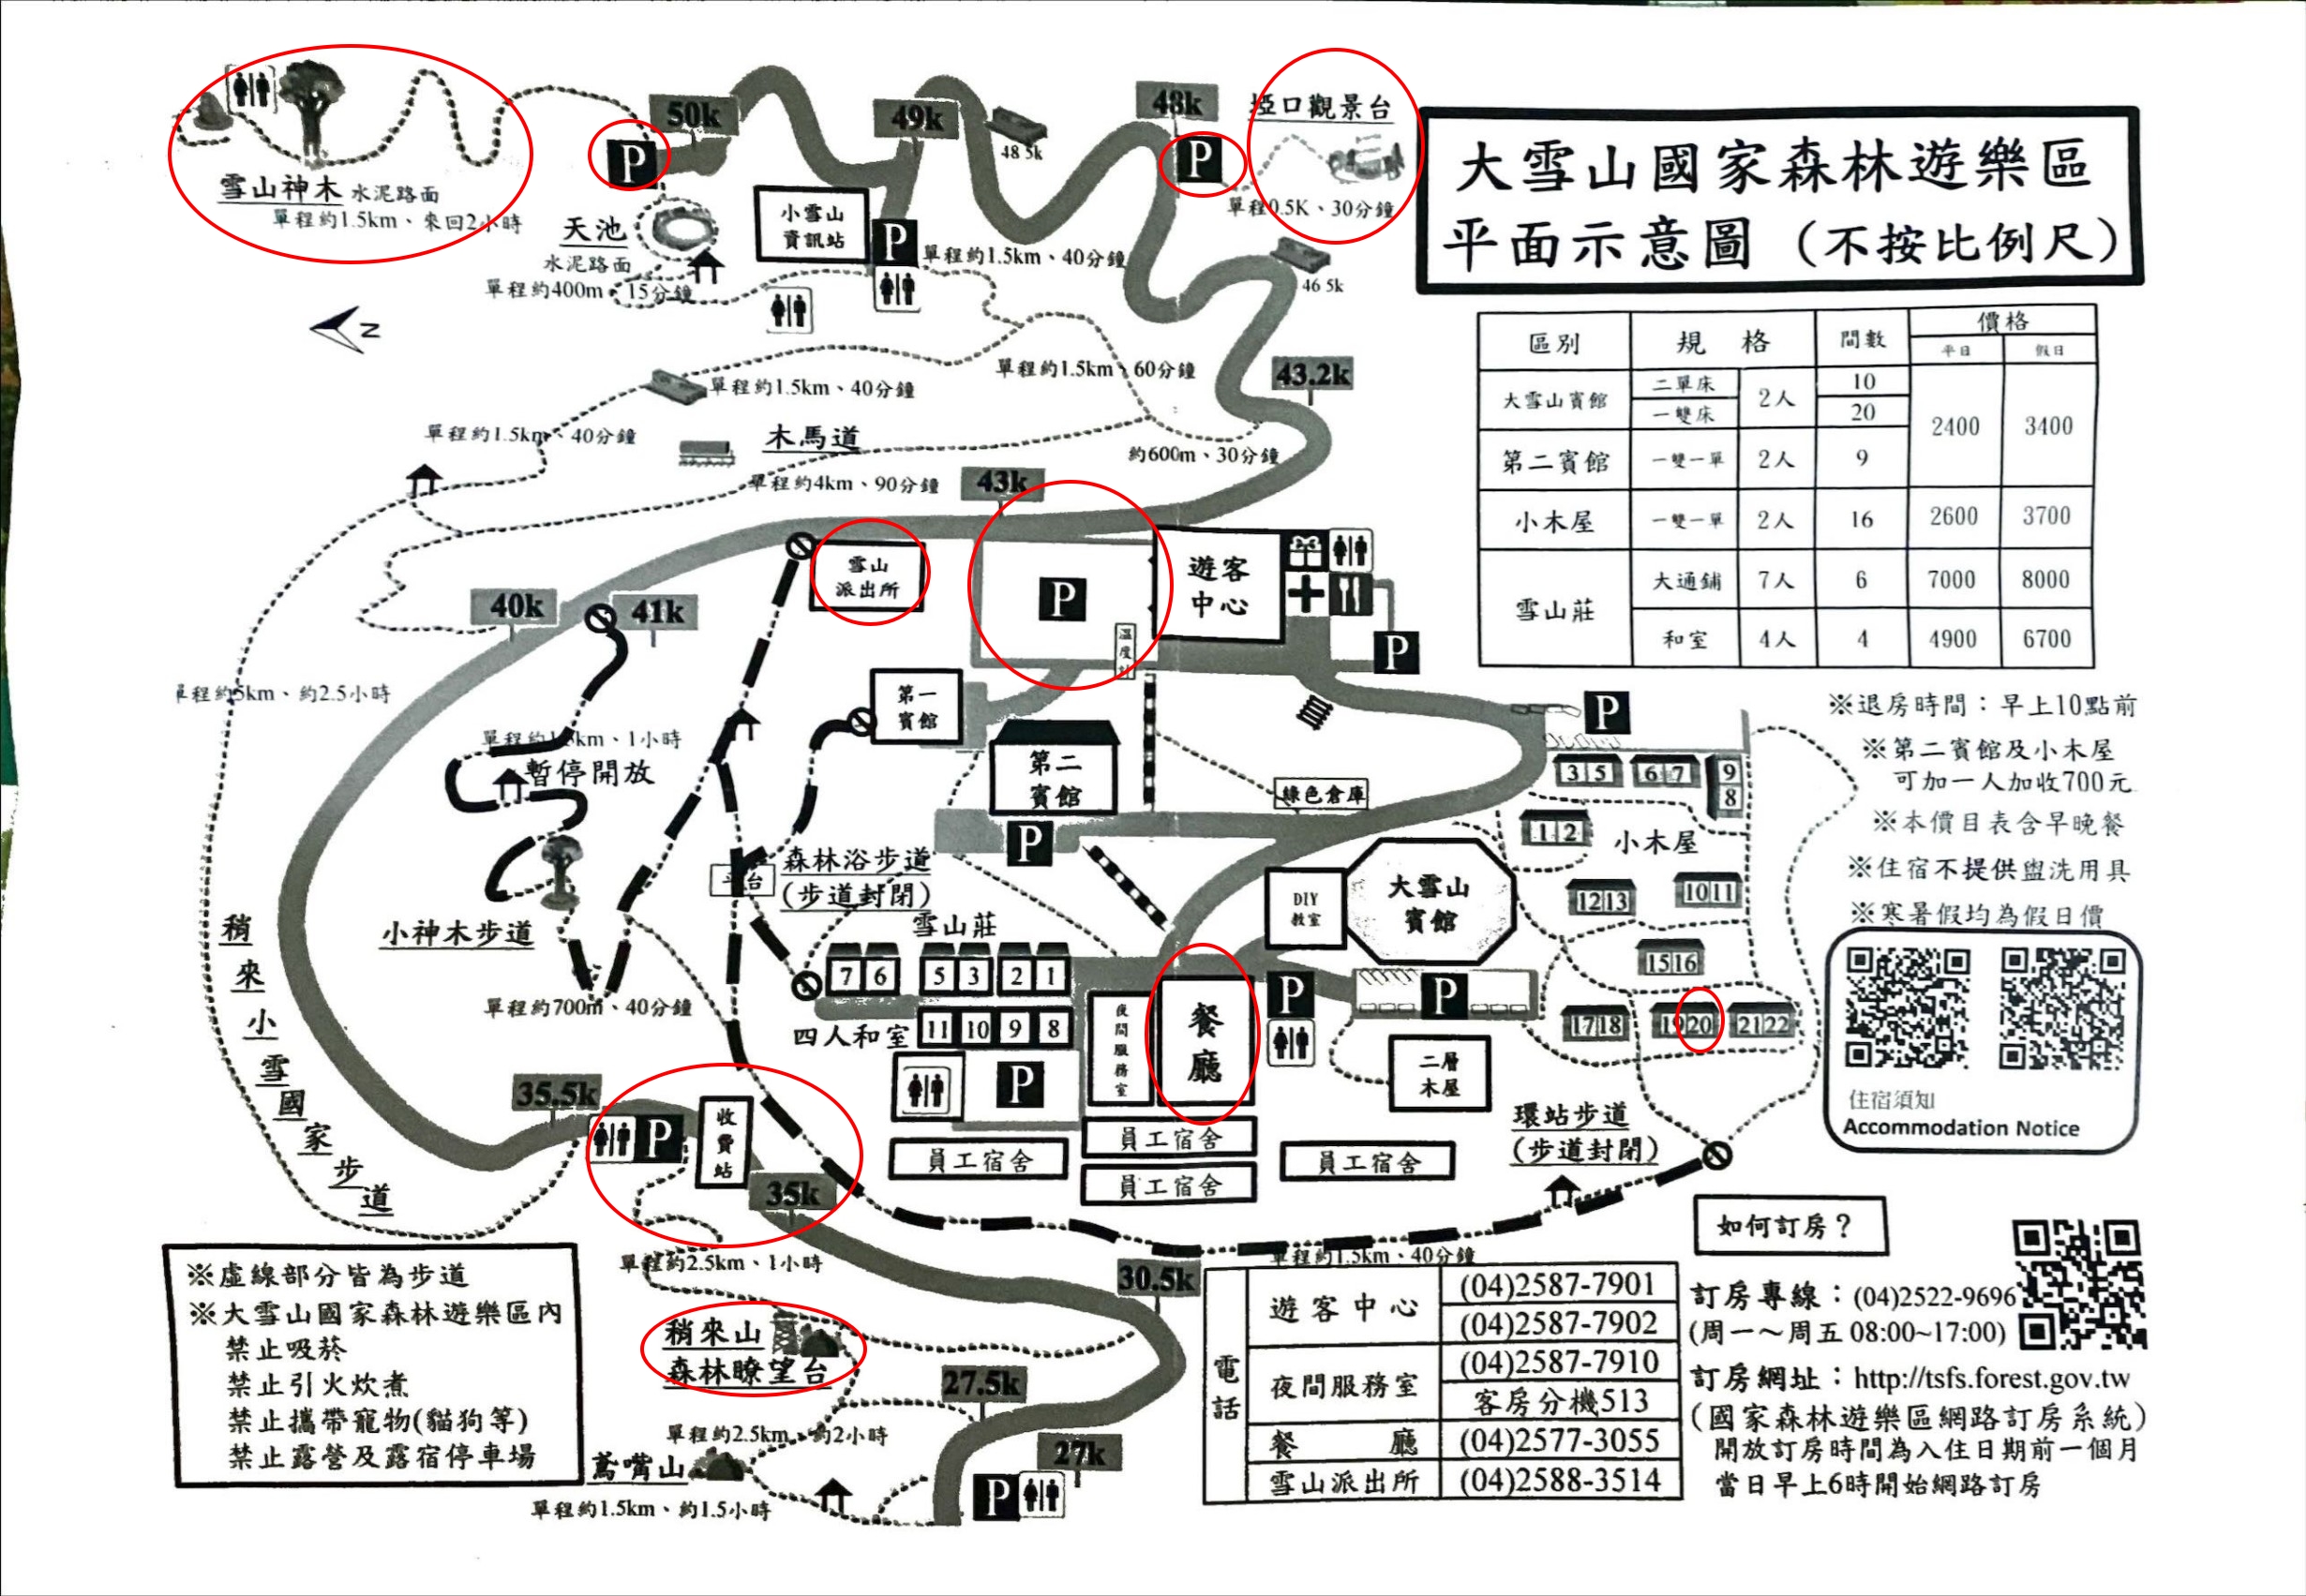 大雪山國家森林遊樂區
平面示意圖（不按比例尺）
50k
49k
48 5k
48k
埡口觀景台
單程0.5K、30分鐘
雪山神木 水泥路面
單程約1.5km、來回2小時
P
P
天池
水泥路面
單程約400m、15分鐘
小雪山
資訊站
P
單程約1.5km、40分鐘
46 5k
Z
單程約1.5km、60分鐘
43.2k
單程約1.5km、40分鐘
單程約1.5km、40分鐘
木馬道
約600m、30分鐘
單程約4km、90分鐘
43k
區別 規格 間數 價格
平日 假日
大雪山賓館 二單床 2人 10 2400 3400
一雙床 20
第二賓館 一雙一單 2人 9
小木屋 一雙一單 2人 16 2600 3700
雪山莊 大通鋪 7人 6 7000 8000
和室 4人 4 4900 6700
雪山
派出所
P
遊客
中心
溫度計
P
40k
41k
單程約5km、約2.5小時
單程約1.3km、1小時
暫停開放
第一
賓館
第二
賓館
P
綠色倉庫
P
3 5
6 7
9
8
1 2
小木屋
12 13
10 11
15 16
17 18
19 20
21 22
※退房時間：早上10點前
※第二賓館及小木屋
可加一人加收700元
※本價目表含早晚餐
※住宿不提供盥洗用具
※寒暑假均為假日價
住宿須知
Accommodation Notice
平台
森林浴步道
(步道封閉)
小神木步道
單程約700m、40分鐘
DIY
教室
大雪山
賓館
雪山莊
7 6
5 3
2 1
四人和室
11 10 9 8
P
夜間服務室
餐廳
P
P
二層
木屋
員工宿舍
員工宿舍
員工宿舍
員工宿舍
環站步道
(步道封閉)
單程約1.5km、40分鐘
稍來小雪國家步道
35.5k
P
收費站
35k
單程約2.5km、1小時
30.5k
稍來山
森林瞭望台
27.5k
單程約2.5km、約2小時
鳶嘴山
27k
P
單程約1.5km、約1.5小時
※虛線部分皆為步道
※大雪山國家森林遊樂區內
禁止吸菸
禁止引火炊煮
禁止攜帶寵物(貓狗等)
禁止露營及露宿停車場
電話
遊客中心 (04)2587-7901
(04)2587-7902
夜間服務室 (04)2587-7910
客房分機513
餐廳 (04)2577-3055
雪山派出所 (04)2588-3514
如何訂房？
訂房專線：(04)2522-9696
(周一～周五 08:00~17:00)
訂房網址：http://tsfs.forest.gov.tw
(國家森林遊樂區網路訂房系統)
開放訂房時間為入住日期前一個月
當日早上6時開始網路訂房